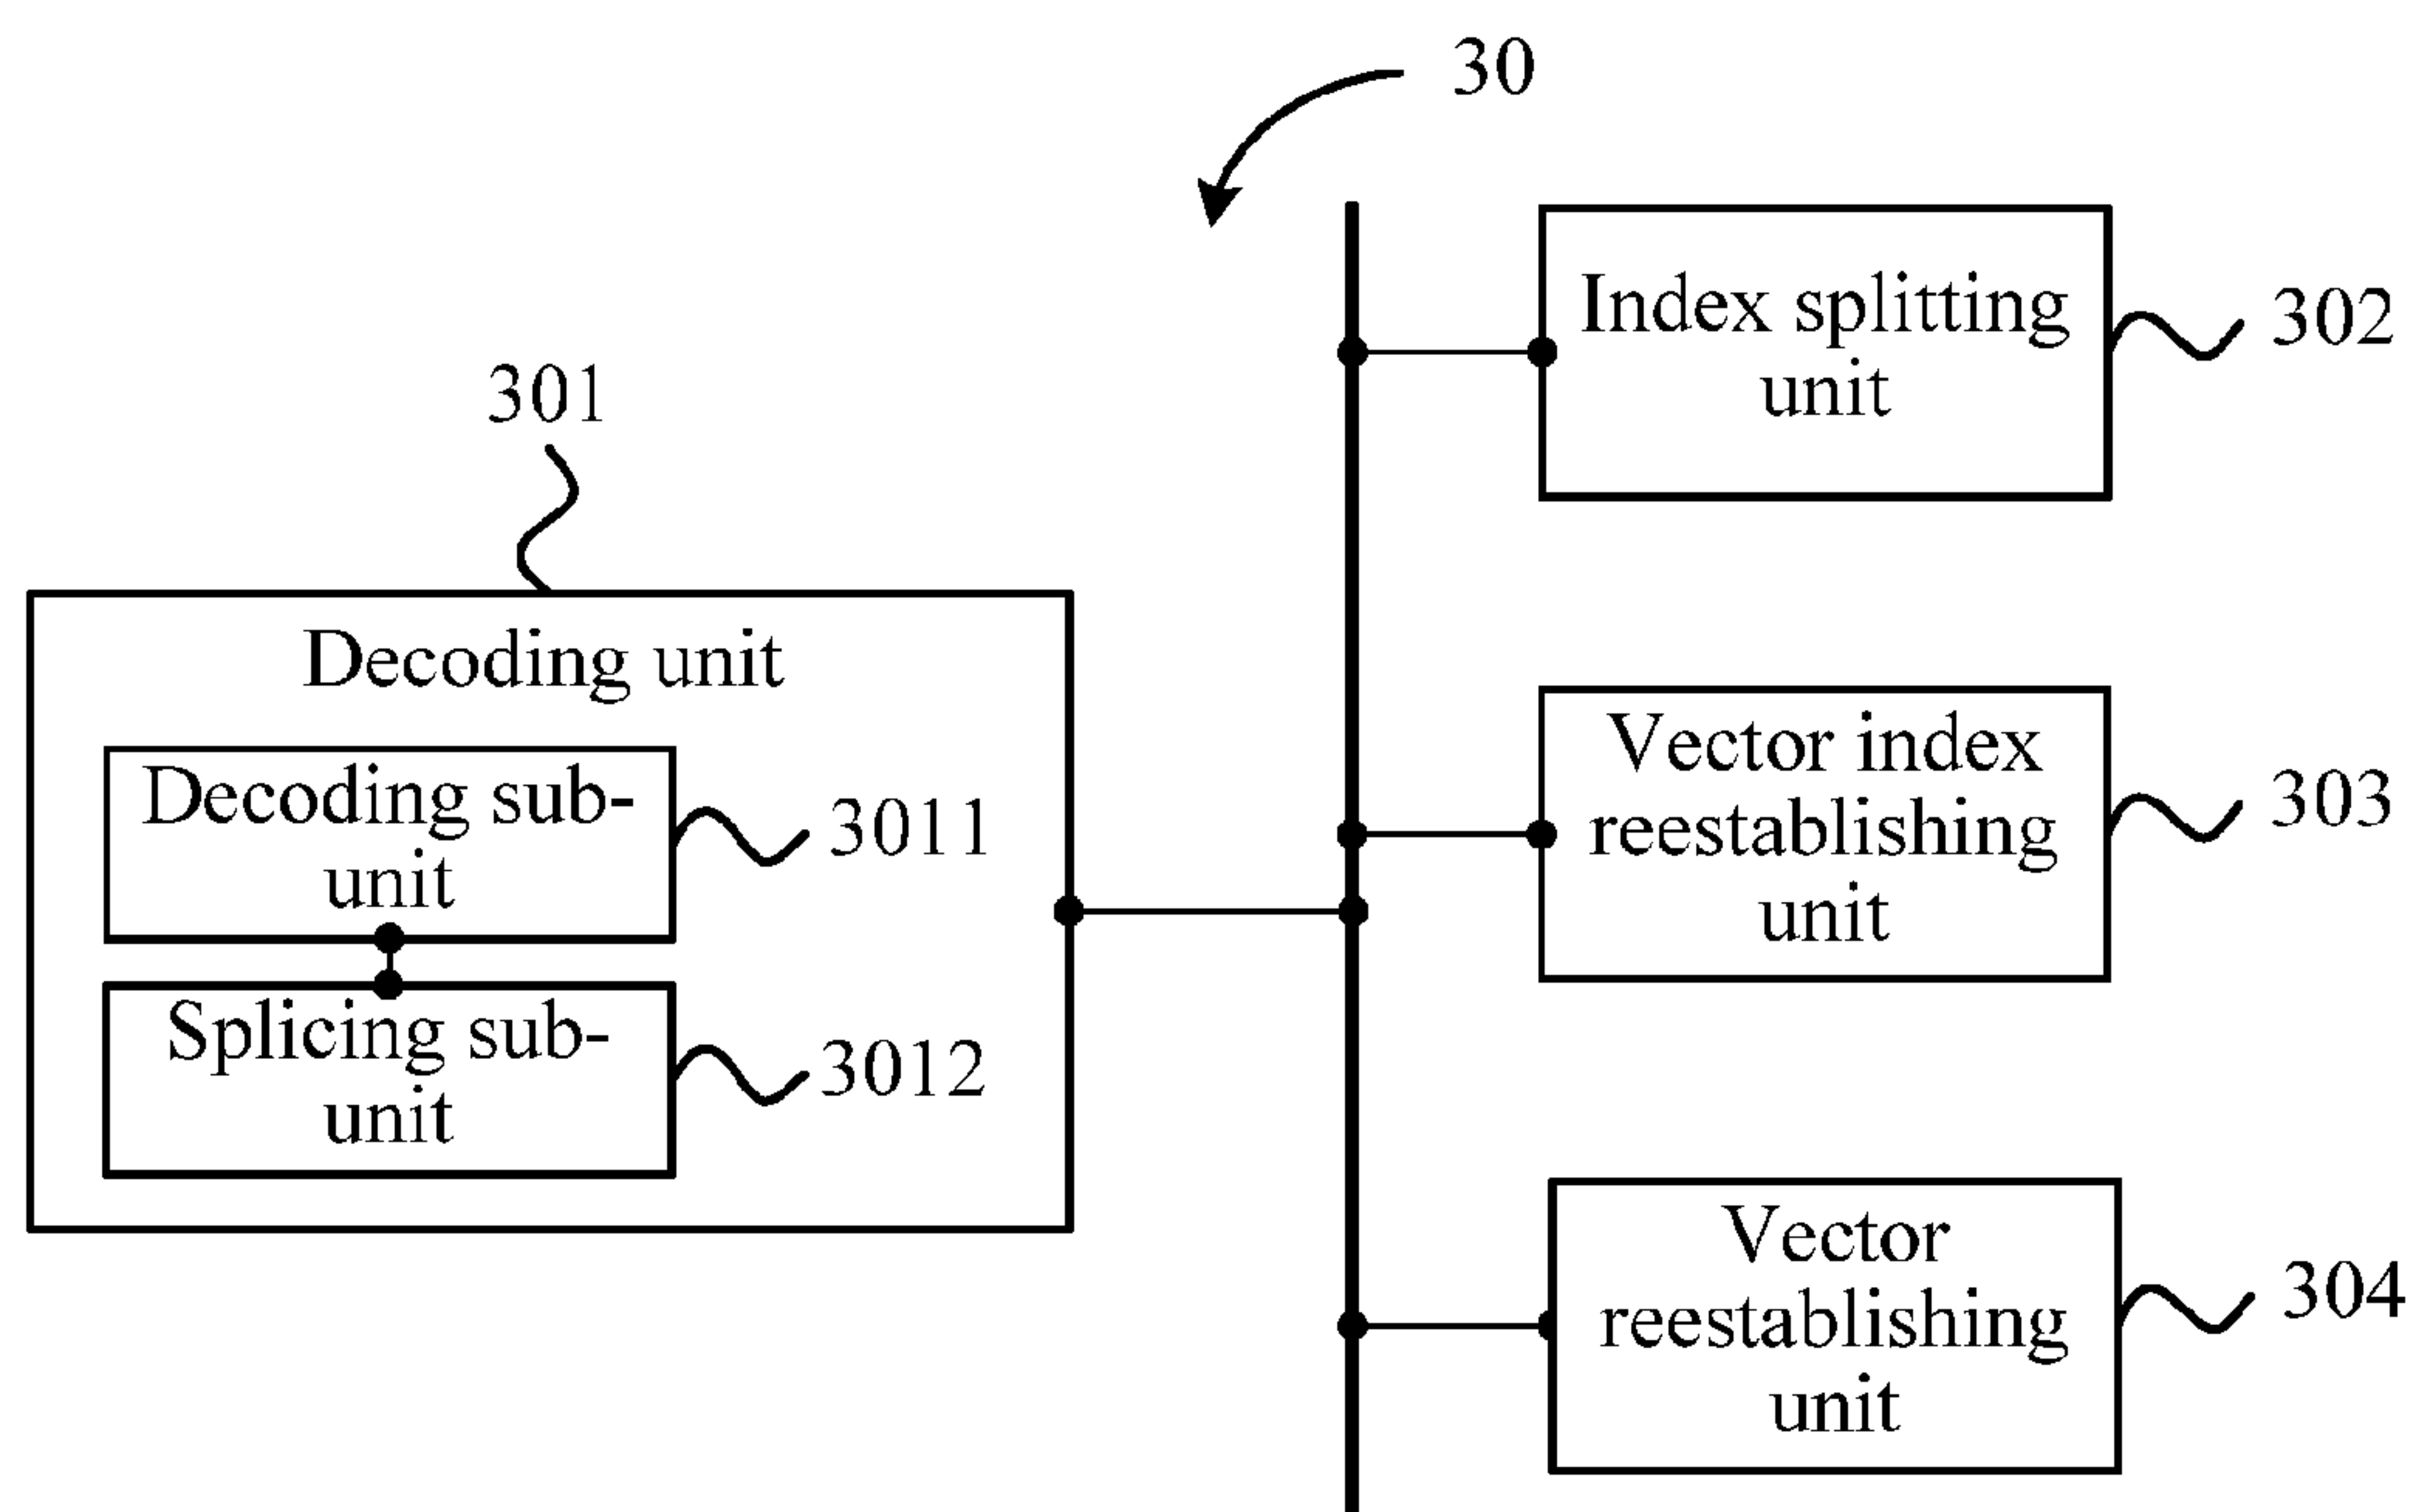 30
Index splitting
unit
302
301
Decoding unit
Decoding sub-
unit
3011
Splicing sub-
unit
3012
Vector index
reestablishing
unit
303
Vector
reestablishing
unit
304